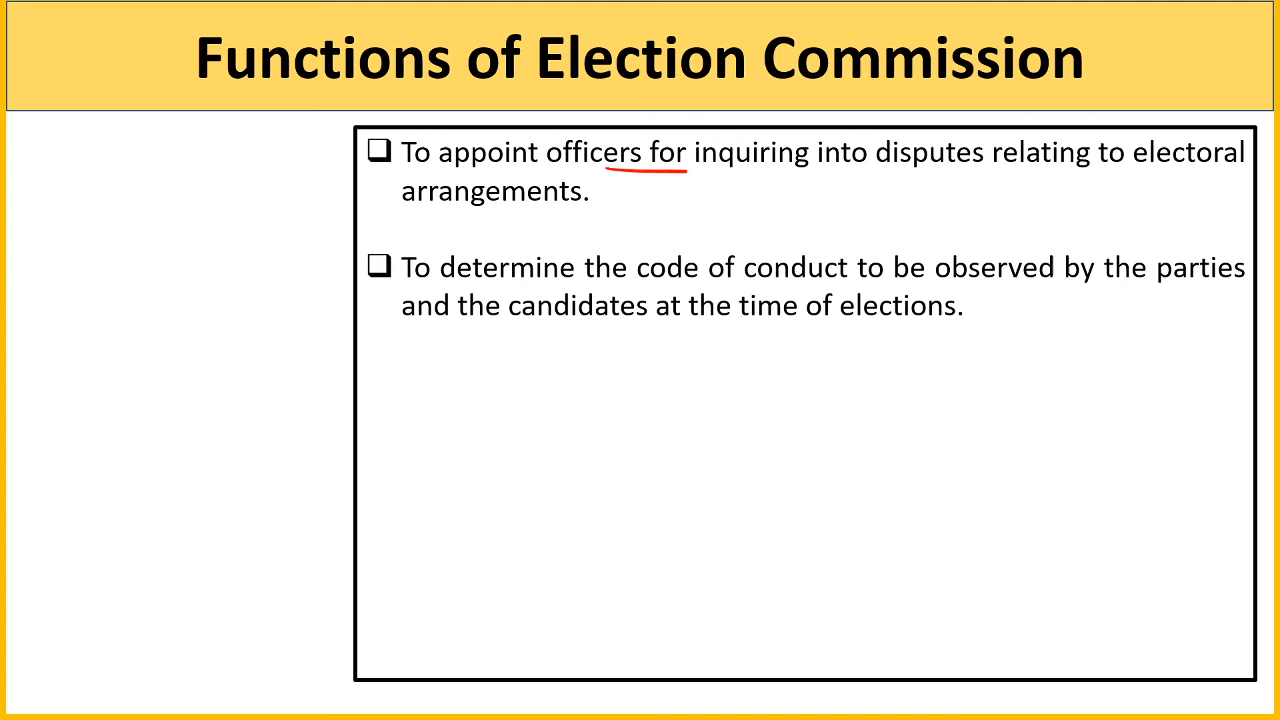 Functions of Election Commission
❑ To appoint officers for inquiring into disputes relating to electoral
arrangements.
❑ To determine the code of conduct to be observed by the parties
and the candidates at the time of elections.